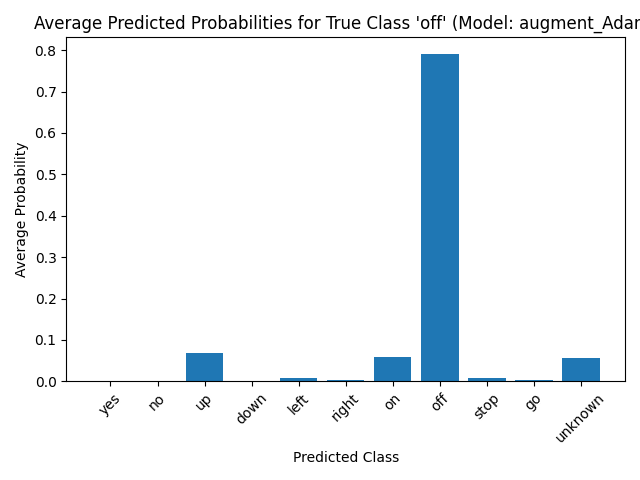 Average Predicted Probabilities for True Class 'off' (Model: augment_Adam
0.8
0.7
0.6
0.5
0.4
0.3
0.2
0.1
0.0
Average Probability
yes
no
up
down
left
right
on
off
stop
go
unknown
Predicted Class